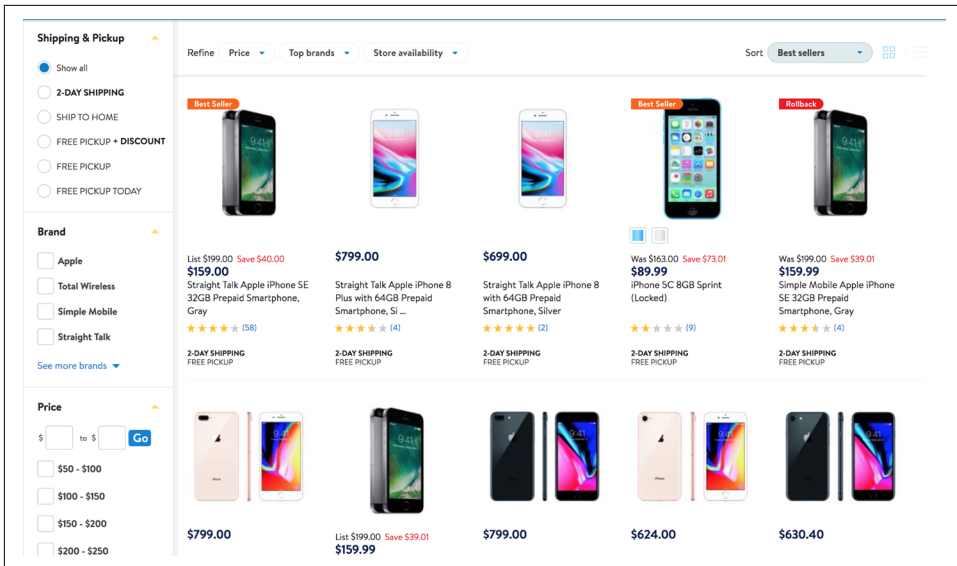 Shipping & Pickup
Show all
2-DAY SHIPPING
SHIP TO HOME
FREE PICKUP + DISCOUNT
FREE PICKUP
FREE PICKUP TODAY
Brand
Apple
Total Wireless
Simple Mobile
Straight Talk
See more brands
Price
$ to $ Go
$50 - $100
$100 - $150
$150 - $200
$200 - $250
Refine Price Top brands Store availability Sort Best sellers
Best Seller
9:41
List $199.00 Save $40.00
$159.00
Straight Talk Apple iPhone SE
32GB Prepaid Smartphone,
Gray
(58)
2-DAY SHIPPING
FREE PICKUP
9:41
$799.00
Straight Talk Apple iPhone 8
Plus with 64GB Prepaid
Smartphone, Si ...
(4)
2-DAY SHIPPING
FREE PICKUP
9:41
$699.00
Straight Talk Apple iPhone 8
with 64GB Prepaid
Smartphone, Silver
(2)
2-DAY SHIPPING
FREE PICKUP
Best Seller
Was $163.00 Save $73.01
$89.99
iPhone 5C 8GB Sprint
(Locked)
(9)
2-DAY SHIPPING
FREE PICKUP
Rollback
9:41
Was $199.00 Save $39.01
$159.99
Simple Mobile Apple iPhone
SE 32GB Prepaid
Smartphone, Gray
(4)
2-DAY SHIPPING
FREE PICKUP
iPhone
9:41
$799.00
9:41
List $199.00 Save $39.01
$159.99
9:41
$799.00
iPhone
9:41
$624.00
9:41
$630.40